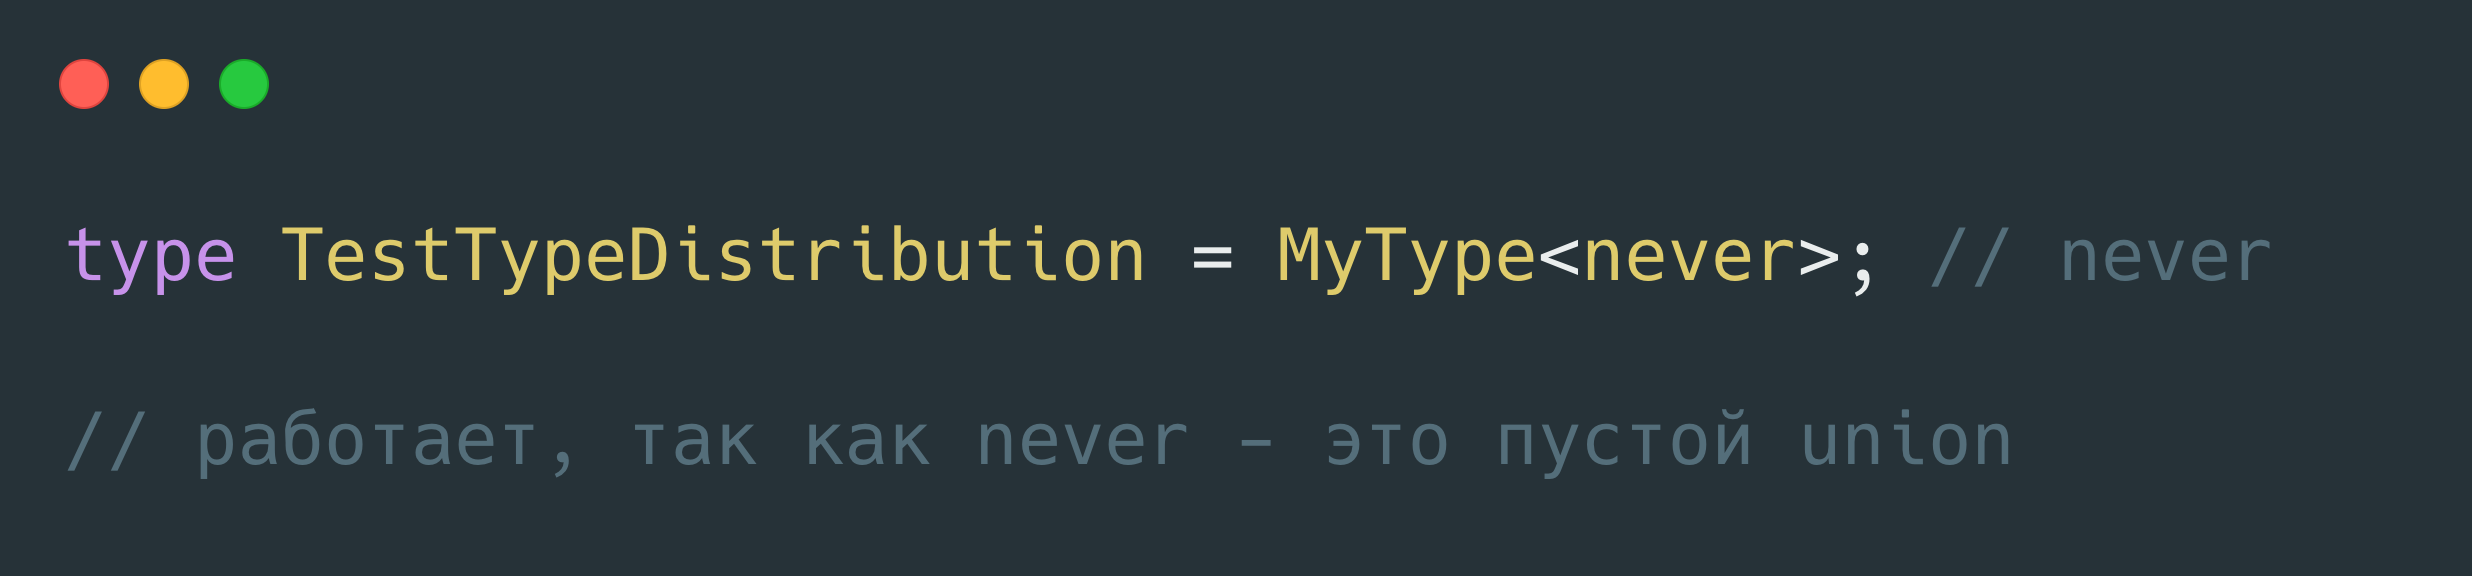 type TestTypeDistribution = MyType<never>; // never
// работает, так как never - это пустой union